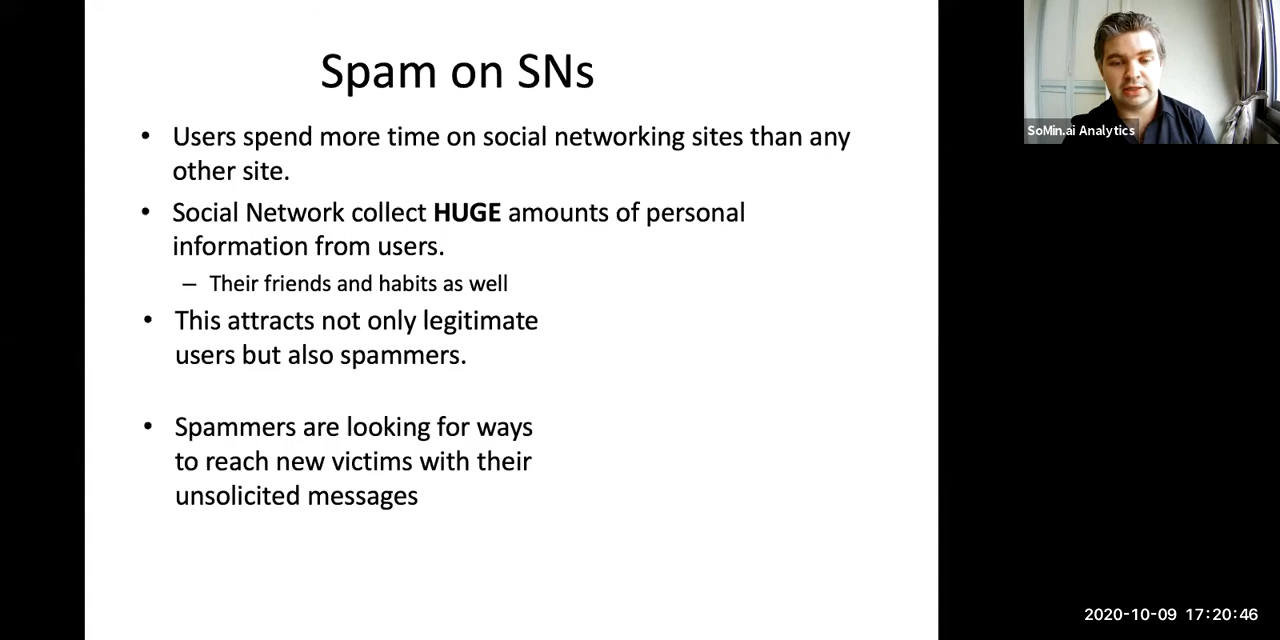 Spam on SNs
• Users spend more time on social networking sites than any
other site.
• Social Network collect HUGE amounts of personal
information from users.
– Their friends and habits as well
• This attracts not only legitimate
users but also spammers.
• Spammers are looking for ways
to reach new victims with their
unsolicited messages
SoMin.ai Analytics
2020-10-09 17:20:46